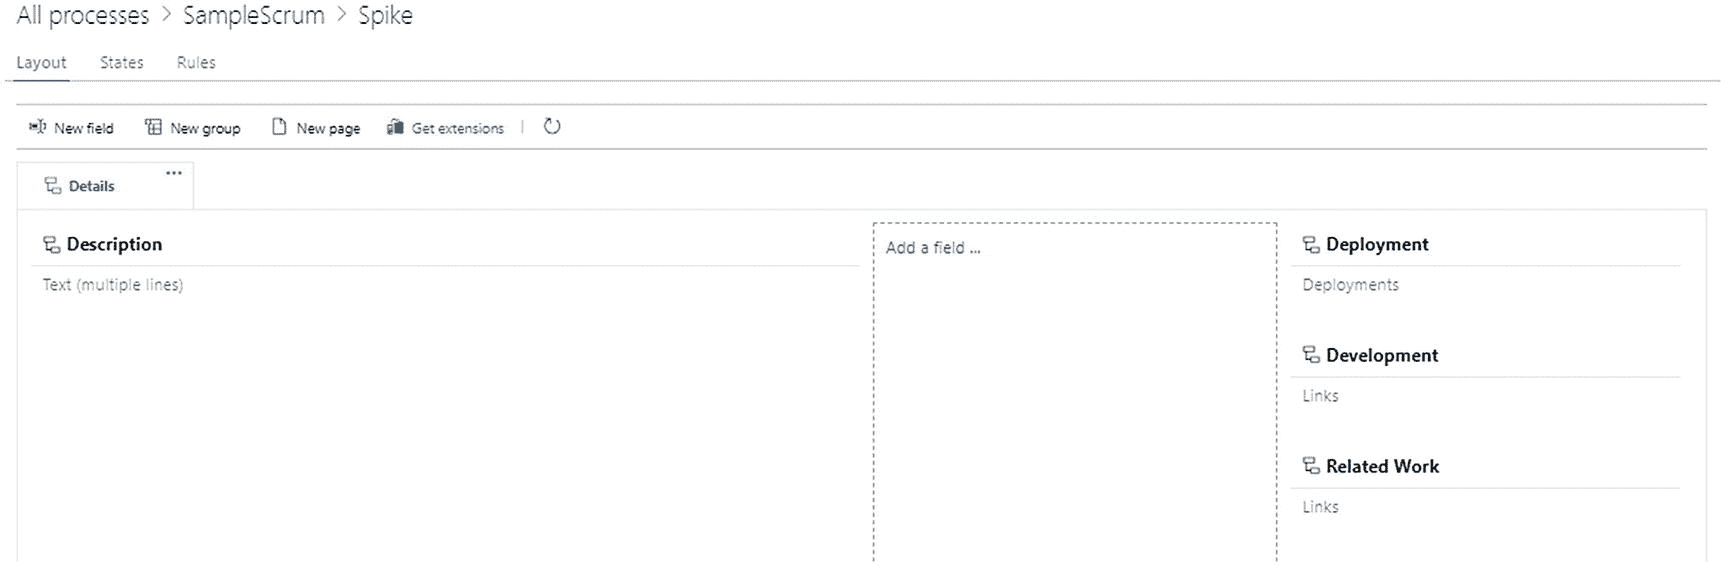 All processes > SampleScrum > Spike
Layout States Rules
New field New group New page Get extensions
Details ...
Description
Text (multiple lines)
Add a field ...
Deployment
Deployments
Development
Links
Related Work
Links